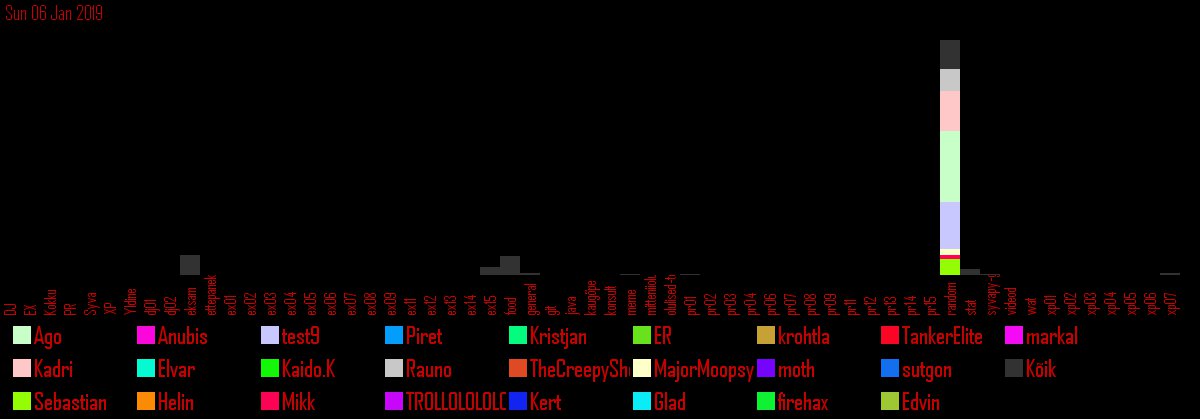 Sun 06 Jan 2019
DJ
EX
Kokku
PR
Syva
XP
Yldine
dj01
dj02
eksam
ettepanek
ex01
ex02
ex03
ex04
ex05
ex06
ex07
ex08
ex09
ex11
ex12
ex13
ex14
ex15
general
git
java
kaugõpe
konsult
meme
olulised-h
pr01
pr02
pr03
pr04
pr06
pr07
pr08
pr09
pr11
pr12
pr13
pr14
pr15
random
stat
videod
xp01
xp02
xp03
xp04
xp05
xp06
xp07
Ago Anubis test9 Piret Kristjan ER krohtla TankerElite markal
Kadri Elvar Kaido.K Rauno TheCreepySh MajorMoopsy moth sutgon Kõik
Sebastian Helin Mikk TROLLOLOLOLO Kert Glad firehax Edvin